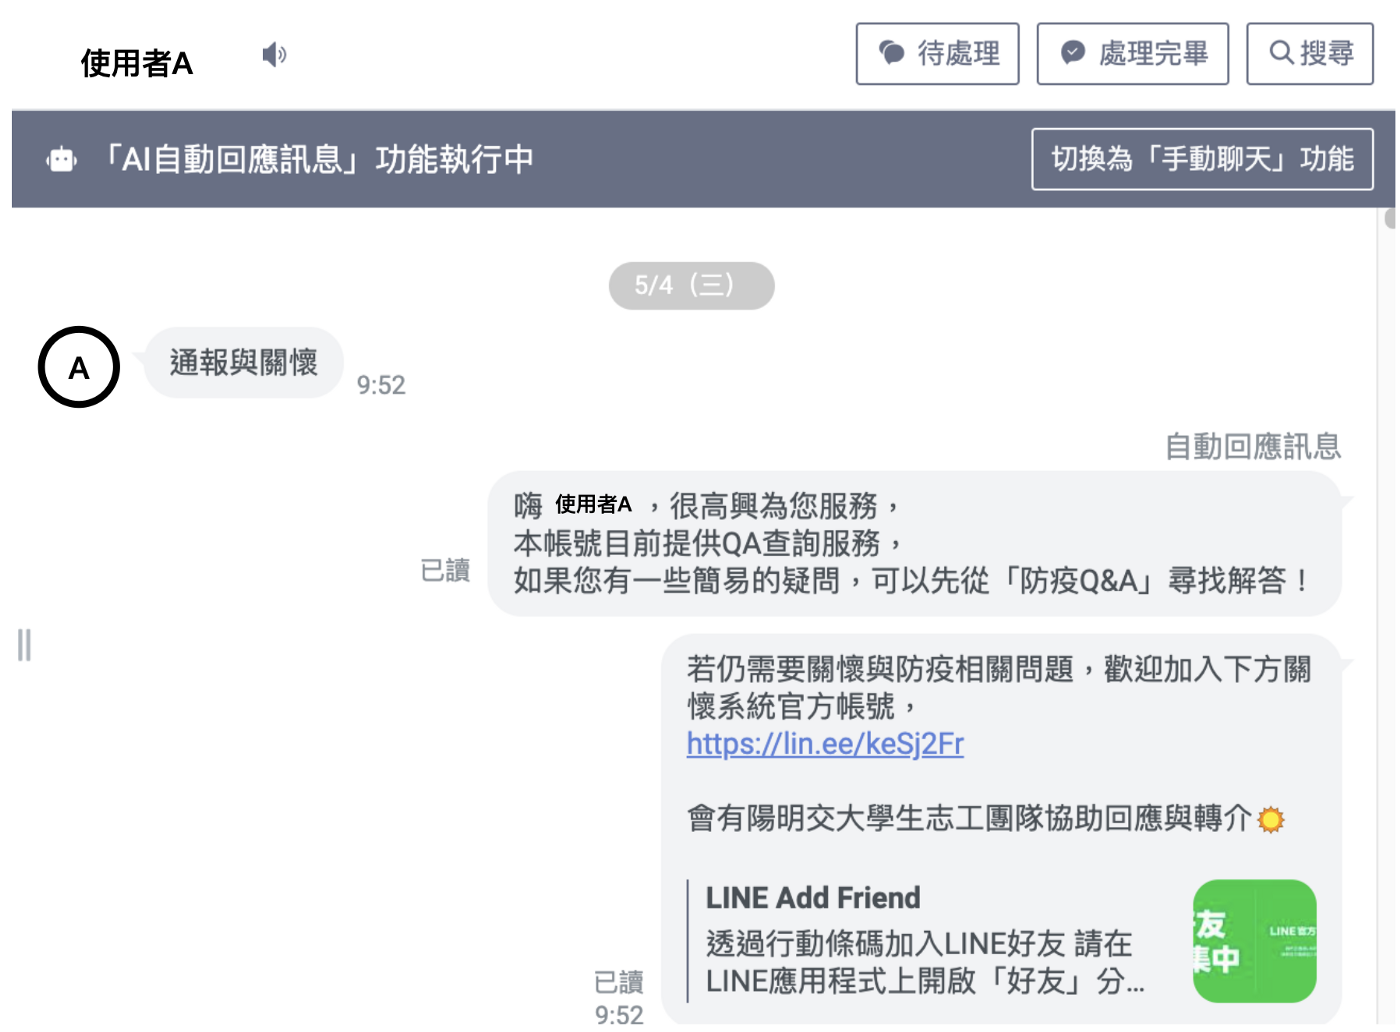 使用者A
待處理
處理完畢
搜尋
「AI自動回應訊息」功能執行中
切換為「手動聊天」功能
5/4（三）
A
通報與關懷
9:52
自動回應訊息
嗨 使用者A ，很高興為您服務，
本帳號目前提供QA查詢服務，
如果您有一些簡易的疑問，可以先從「防疫Q&A」尋找解答！
已讀
若仍需要關懷與防疫相關問題，歡迎加入下方關
懷系統官方帳號，
https://lin.ee/keSj2Fr
會有陽明交大學生志工團隊協助回應與轉介
LINE Add Friend
透過行動條碼加入LINE好友 請在
LINE應用程式上開啟「好友」分...
友
集中
LINE官方
已讀
9:52